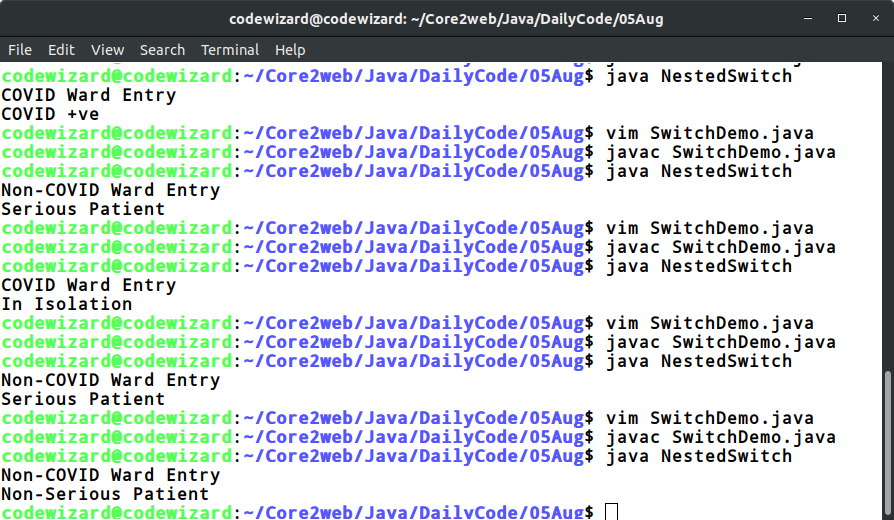 codewizard@codewizard: ~/Core2web/Java/DailyCode/05Aug
File Edit View Search Terminal Help
codewizard@codewizard:~/Core2web/Java/DailyCode/05Aug$ java NestedSwitch
COVID Ward Entry
COVID +ve
codewizard@codewizard:~/Core2web/Java/DailyCode/05Aug$ vim SwitchDemo.java
codewizard@codewizard:~/Core2web/Java/DailyCode/05Aug$ javac SwitchDemo.java
codewizard@codewizard:~/Core2web/Java/DailyCode/05Aug$ java NestedSwitch
Non-COVID Ward Entry
Serious Patient
codewizard@codewizard:~/Core2web/Java/DailyCode/05Aug$ vim SwitchDemo.java
codewizard@codewizard:~/Core2web/Java/DailyCode/05Aug$ javac SwitchDemo.java
codewizard@codewizard:~/Core2web/Java/DailyCode/05Aug$ java NestedSwitch
COVID Ward Entry
In Isolation
codewizard@codewizard:~/Core2web/Java/DailyCode/05Aug$ vim SwitchDemo.java
codewizard@codewizard:~/Core2web/Java/DailyCode/05Aug$ javac SwitchDemo.java
codewizard@codewizard:~/Core2web/Java/DailyCode/05Aug$ java NestedSwitch
Non-COVID Ward Entry
Serious Patient
codewizard@codewizard:~/Core2web/Java/DailyCode/05Aug$ vim SwitchDemo.java
codewizard@codewizard:~/Core2web/Java/DailyCode/05Aug$ javac SwitchDemo.java
codewizard@codewizard:~/Core2web/Java/DailyCode/05Aug$ java NestedSwitch
Non-COVID Ward Entry
Non-Serious Patient
codewizard@codewizard:~/Core2web/Java/DailyCode/05Aug$